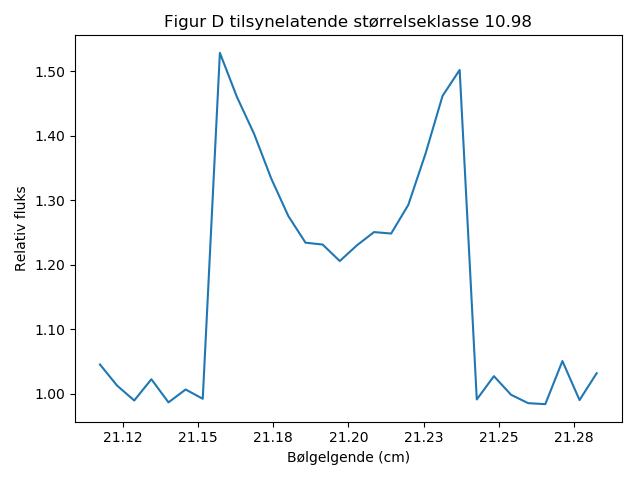 Figur D tilsynelatende størrelseklasse 10.98
1.50
1.40
1.30
1.20
1.10
1.00
Relativ fluks
21.12 21.15 21.18 21.20 21.23 21.25 21.28
Bølgelgende (cm)